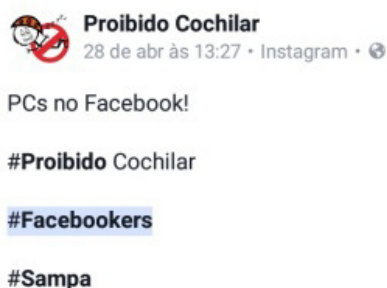 Proibido Cochilar
28 de abr às 13:27 • Instagram •
PCs no Facebook!
#Proibido Cochilar
#Facebookers
#Sampa